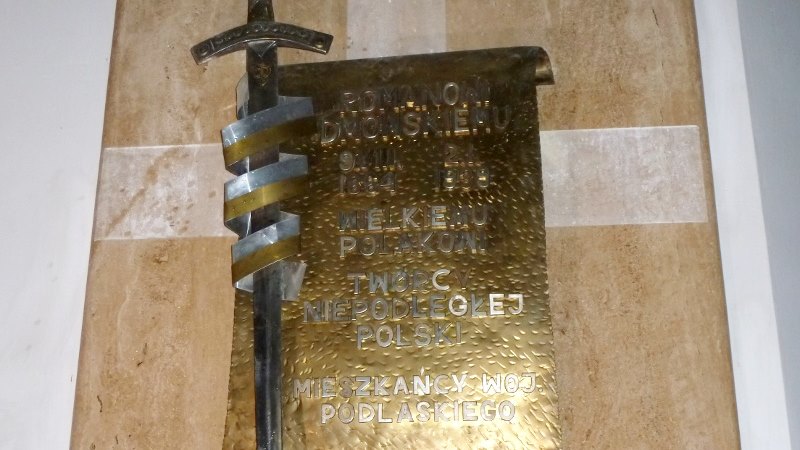 ROMANOWI
DMOWSKIEMU
9.VIII. 2.I.
1864 1939
WIELKIEMU
POLAKOWI
TWÓRCY
NIEPODLEGŁEJ
POLSKI
MIESZKAŃCY WOJ.
PODLASKIEGO